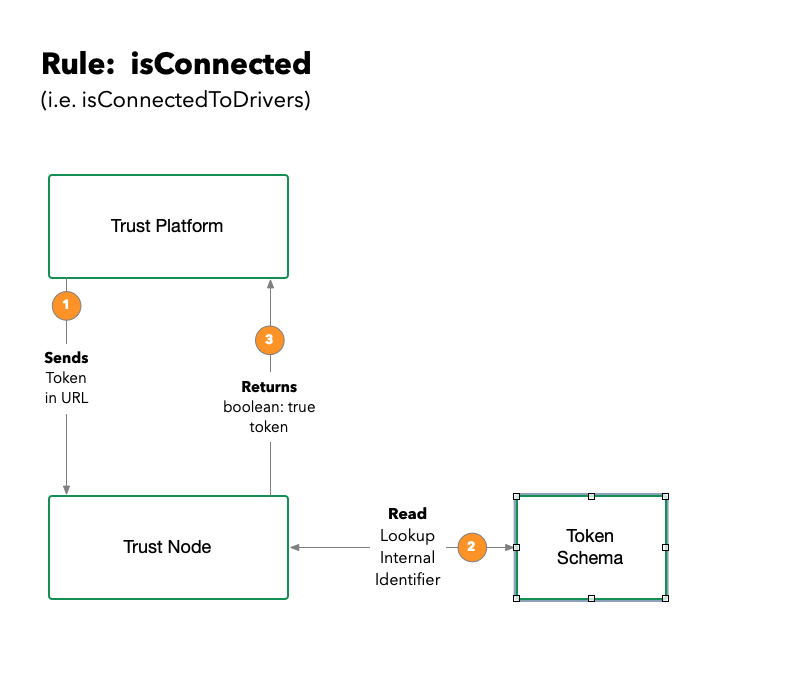 Rule:  isConnected
(i.e. isConnectedToDrivers)
Trust Platform
1
Sends
Token
in URL
3
Returns
boolean: true
token
Trust Node
Read
Lookup
Internal
Identifier
2
Token
Schema